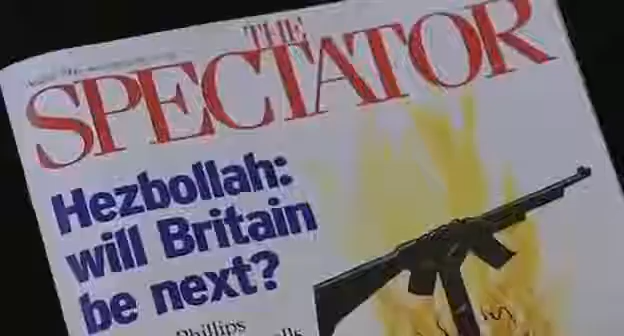 THE
SPECTATOR
Hezbollah:
will Britain
be next?
Phillips